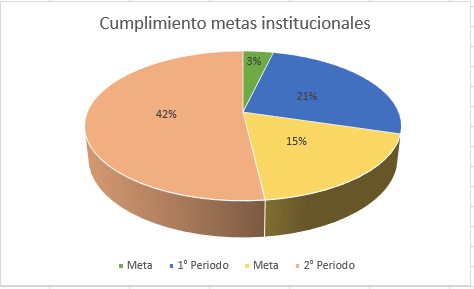 Cumplimiento metas institucionales
3%
21%
42%
15%
Meta 1° Periodo Meta 2° Periodo